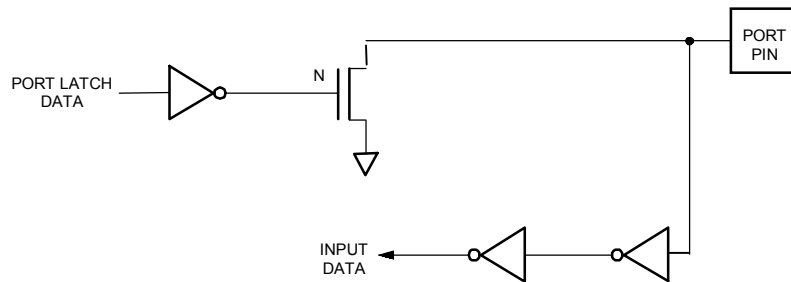 PORT
PIN
N
PORT LATCH
DATA
INPUT
DATA